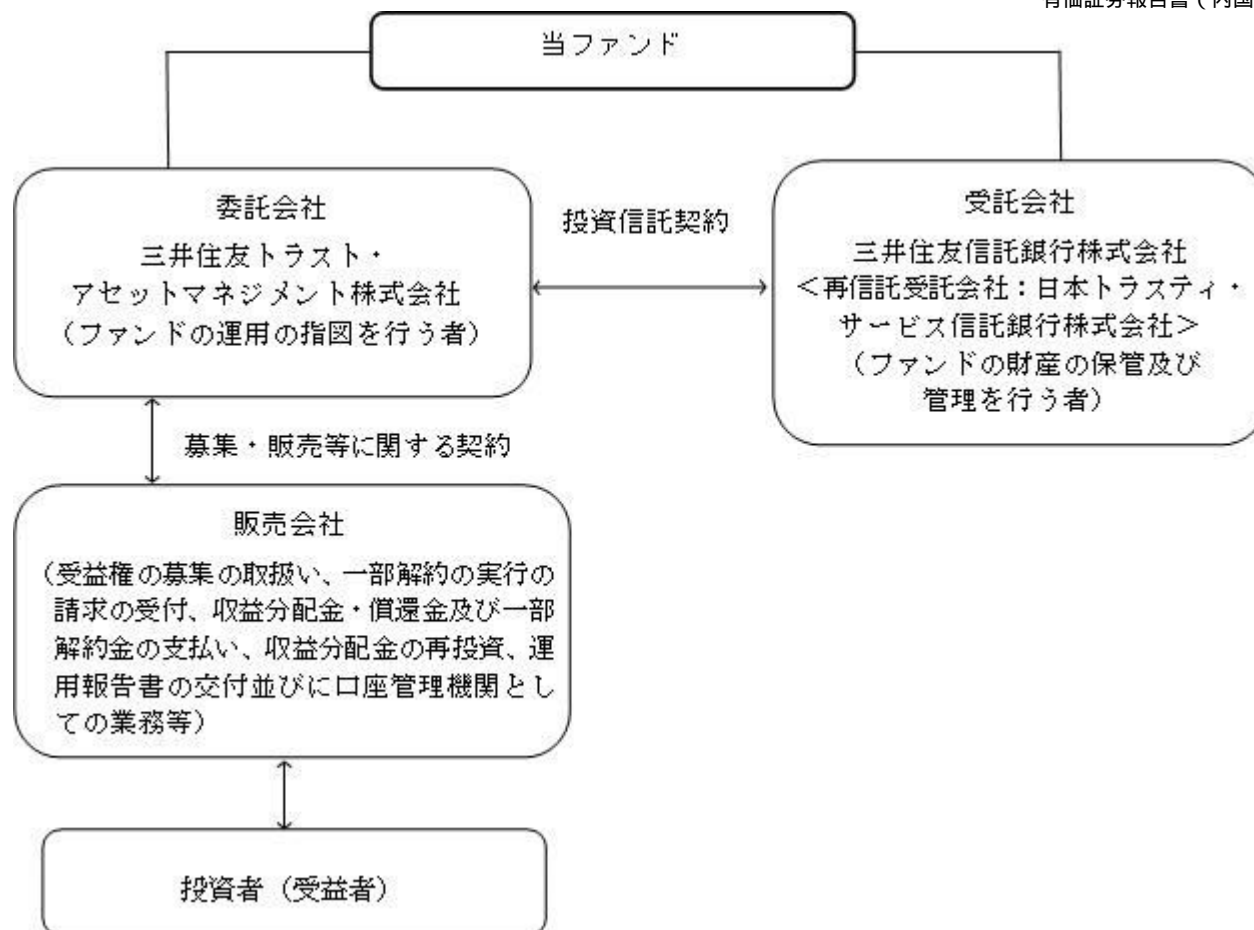 有価証券報告書(内国
当ファンド
委託会社
三井住友トラスト・
アセットマネジメント株式会社
(ファンドの運用の指図を行う者)
投資信託契約
受託会社
三井住友信託銀行株式会社
<再信託受託会社:日本トラスティ・
サービス信託銀行株式会社>
(ファンドの財産の保管及び
管理を行う者)
募集・販売等に関する契約
販売会社
(受益権の募集の取扱い、一部解約の実行の
請求の受付、収益分配金・償還金及び一部
解約金の支払い、収益分配金の再投資、運
用報告書の交付並びに口座管理機関とし
ての業務等)
投資者(受益者)